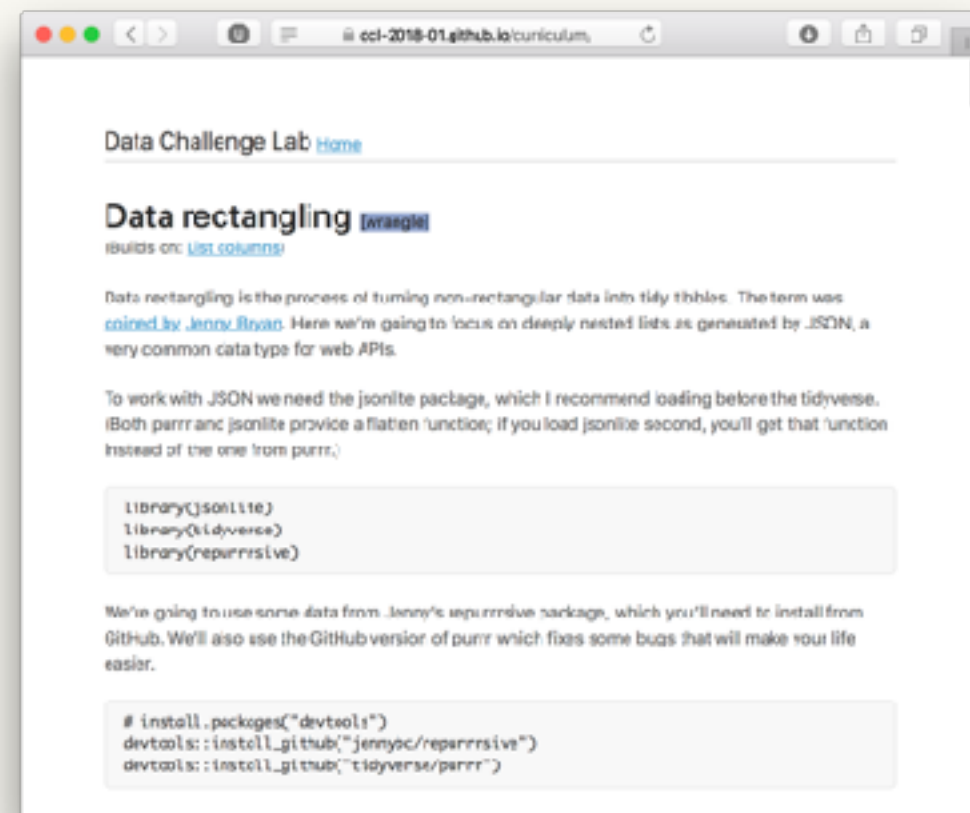 dcl-2018-01.github.io/curriculum,
Data Challenge Lab Home
Data rectangling [wrangle]
(Builds on: List columns)
Data rectangling is the process of turning non-rectangular data into tidy tibbles. The term was
coined by Jenny Bryan. Here we're going to focus on deeply nested lists as generated by JSON, a
very common data type for web APIs.
To work with JSON we need the jsonlite package, which I recommend loading before the tidyverse.
(Both purrr and jsonlite provide a flatten function; if you load jsonlite second, you'll get that function
instead of the one from purrr.)
library(jsonlite)
library(tidyverse)
library(repurrrsive)
We're going to use some data from Jenny's repurrrsive package, which you'll need to install from
GitHub. We'll also use the GitHub version of purrr which fixes some bugs that will make your life
easier.
# install.packages("devtools")
devtools::install_github("jennybc/repurrrsive")
devtools::install_github("tidyverse/purrr")